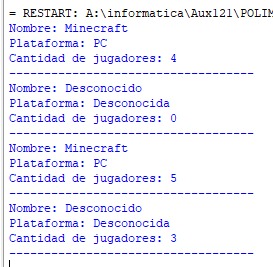 = RESTART: A:\informatica\Aux121\POLIM
Nombre: Minecraft
Plataforma: PC
Cantidad de jugadores: 4
-----------------------------------
Nombre: Desconocido
Plataforma: Desconocida
Cantidad de jugadores: 0
-----------------------------------
Nombre: Minecraft
Plataforma: PC
Cantidad de jugadores: 5
-----------------------------------
Nombre: Desconocido
Plataforma: Desconocida
Cantidad de jugadores: 3
-----------------------------------